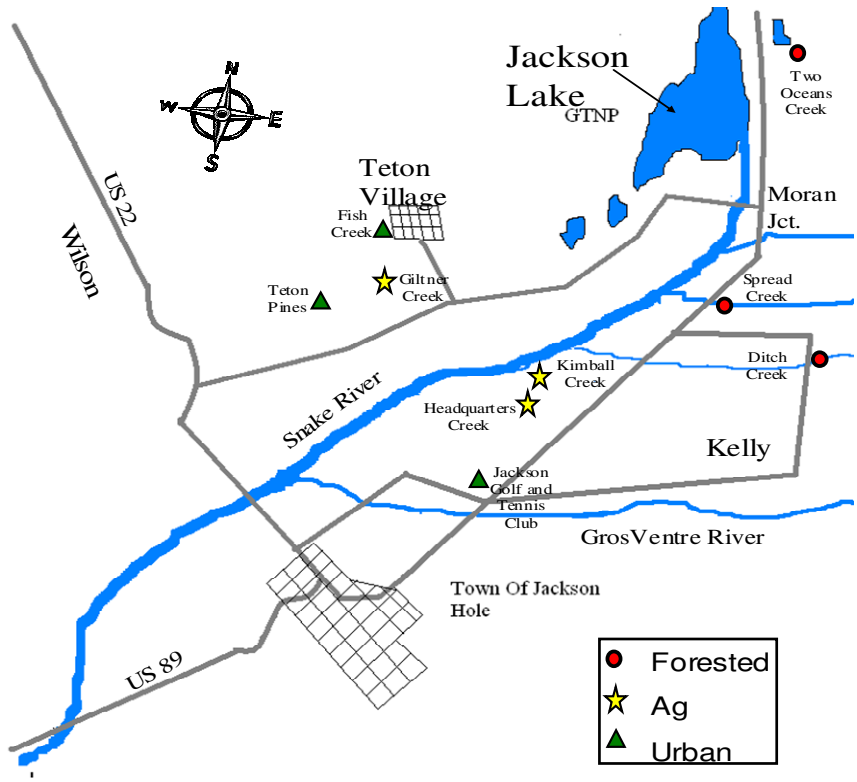 Jackson
Lake
GTNP
Two
Oceans
Creek
N
W
E
S
Teton
Village
Fish
Creek
US 22
Moran
Jct.
Wilson
Giltner
Creek
Teton
Pines
Spread
Creek
Kimball
Creek
Ditch
Creek
Snake River
Headquarters
Creek
Kelly
Jackson
Golf and
Tennis
Club
GrosVentre River
Town Of Jackson
Hole
US 89
Forested
Ag
Urban